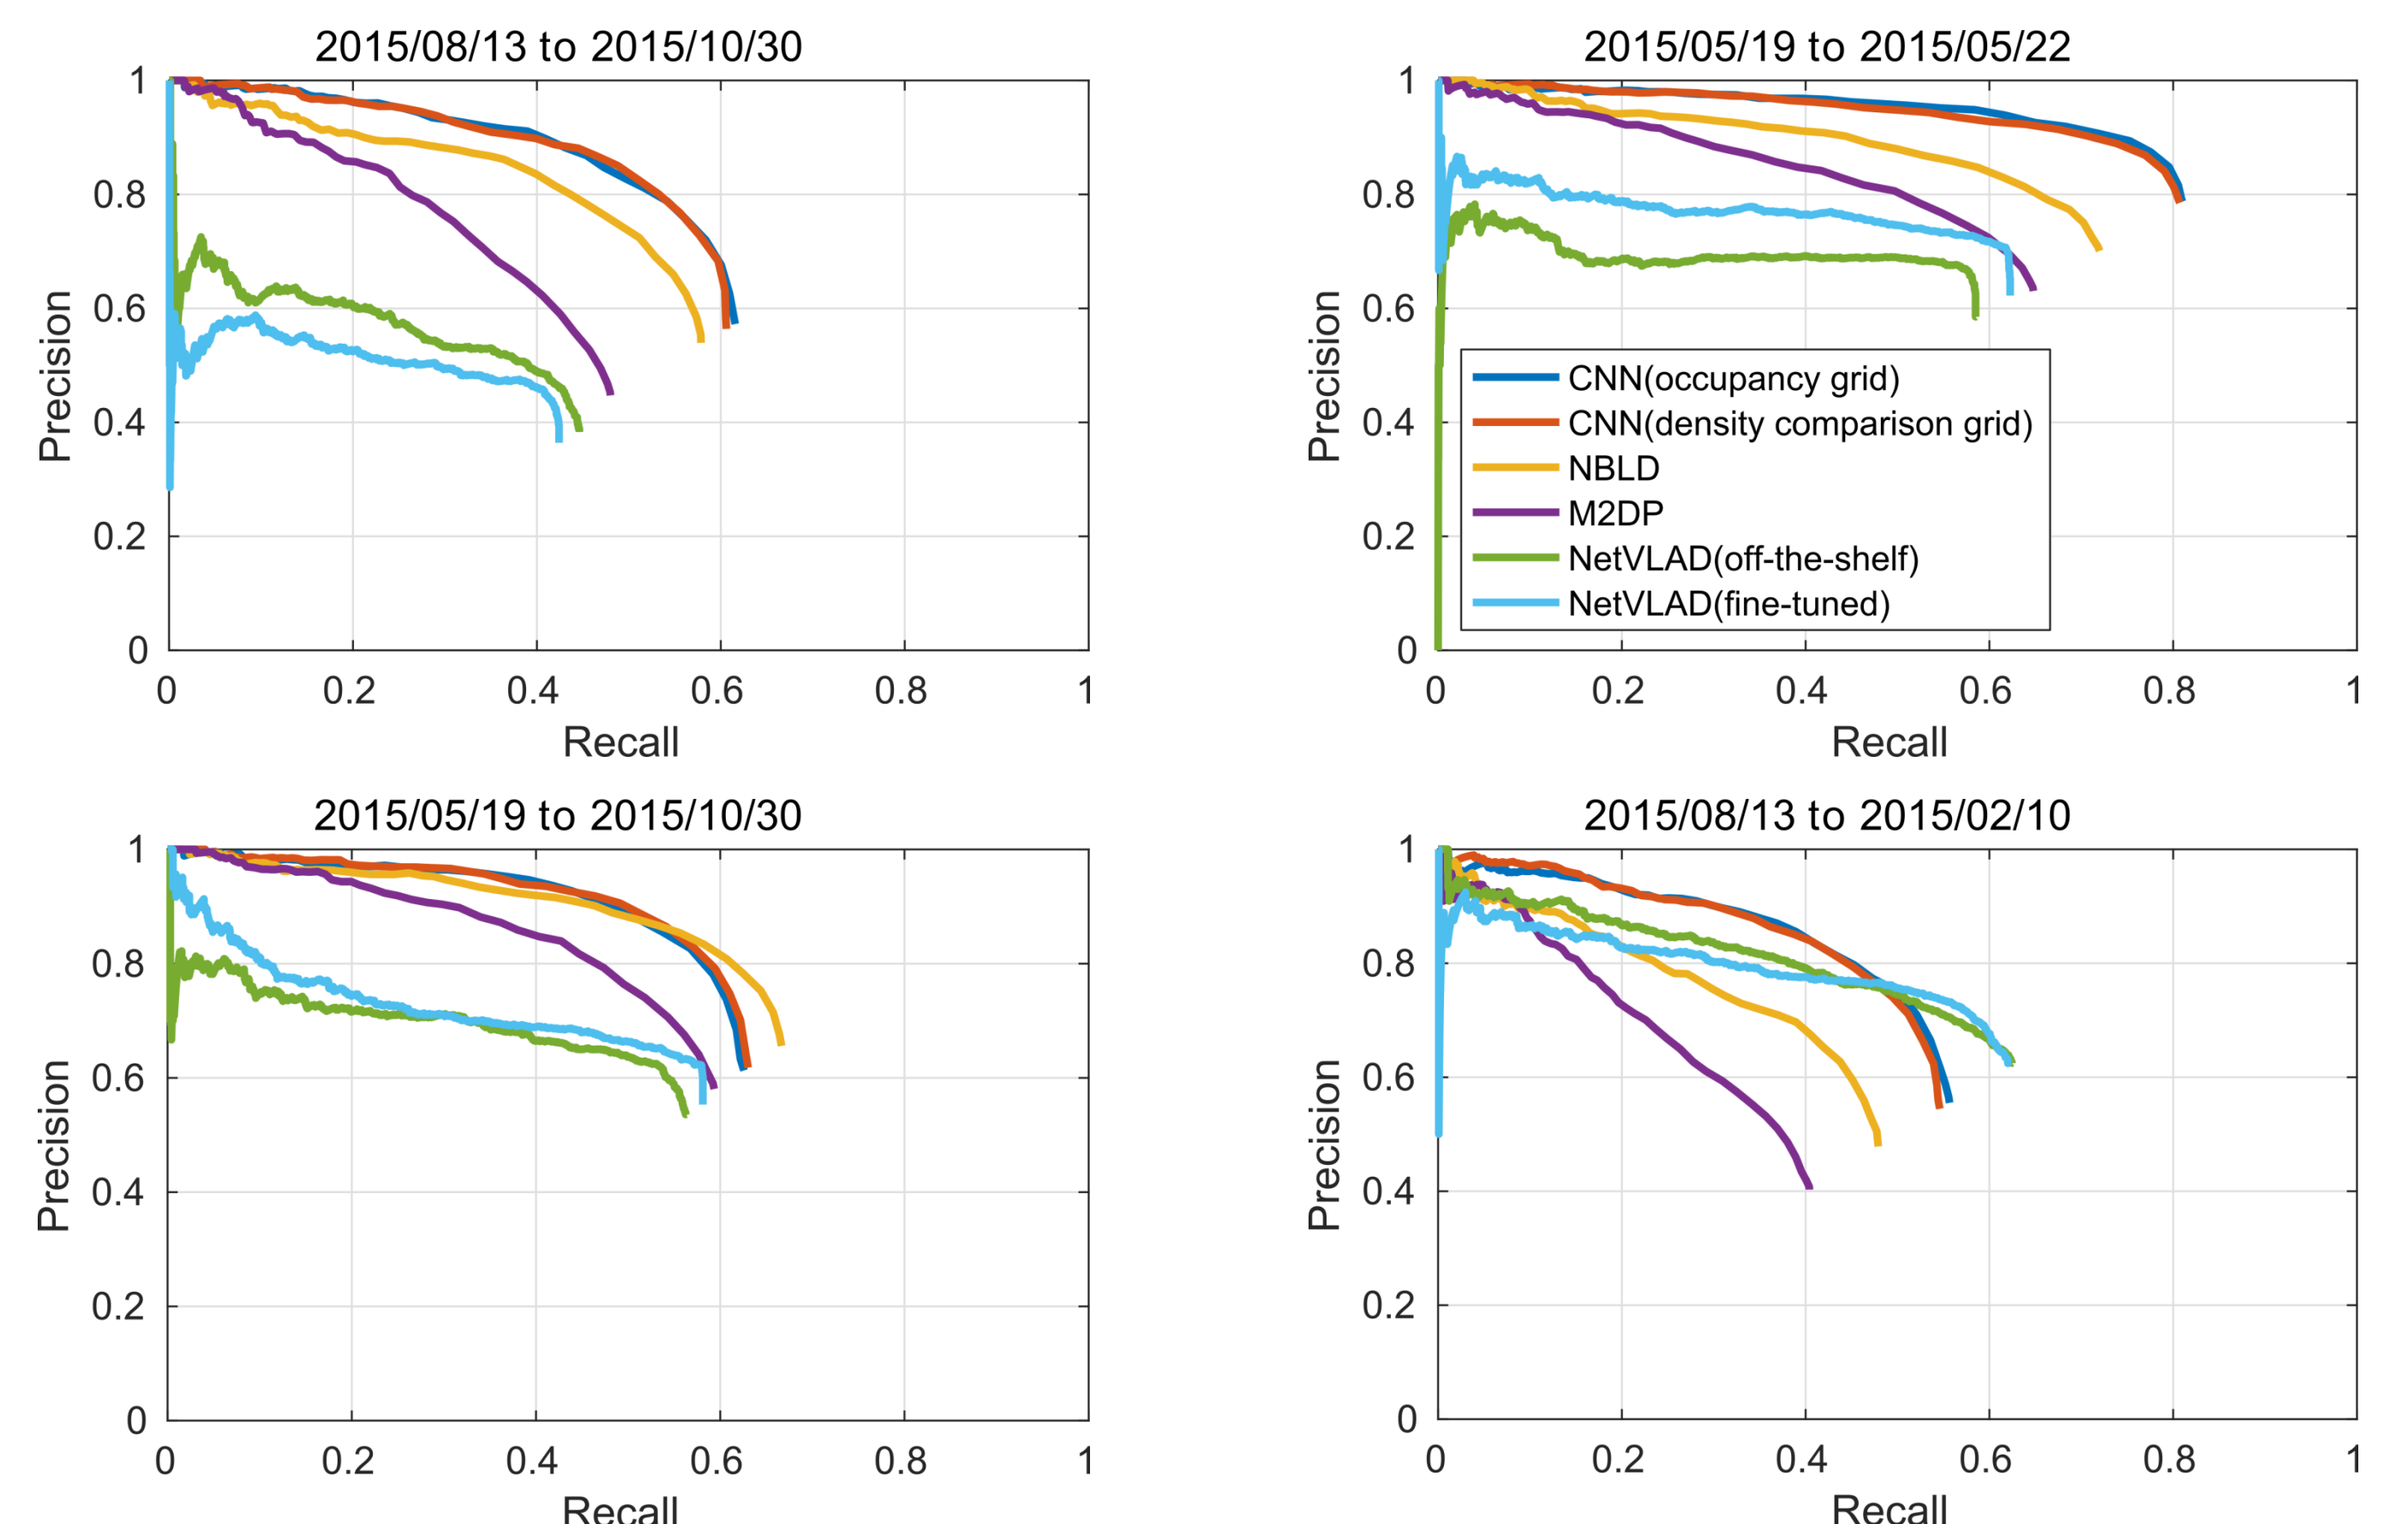 2015/08/13 to 2015/10/30
1
0.8
0.6
0.4
0.2
0
Precision
0 0.2 0.4 0.6 0.8 1
Recall
2015/05/19 to 2015/05/22
1
0.8
0.6
0.4
0.2
0
Precision
CNN(occupancy grid)
CNN(density comparison grid)
NBLD
M2DP
NetVLAD(off-the-shelf)
NetVLAD(fine-tuned)
0 0.2 0.4 0.6 0.8 1
Recall
2015/05/19 to 2015/10/30
1
0.8
0.6
0.4
0.2
0
Precision
0 0.2 0.4 0.6 0.8 1
Recall
2015/08/13 to 2015/02/10
1
0.8
0.6
0.4
0.2
0
Precision
0 0.2 0.4 0.6 0.8 1
Recall